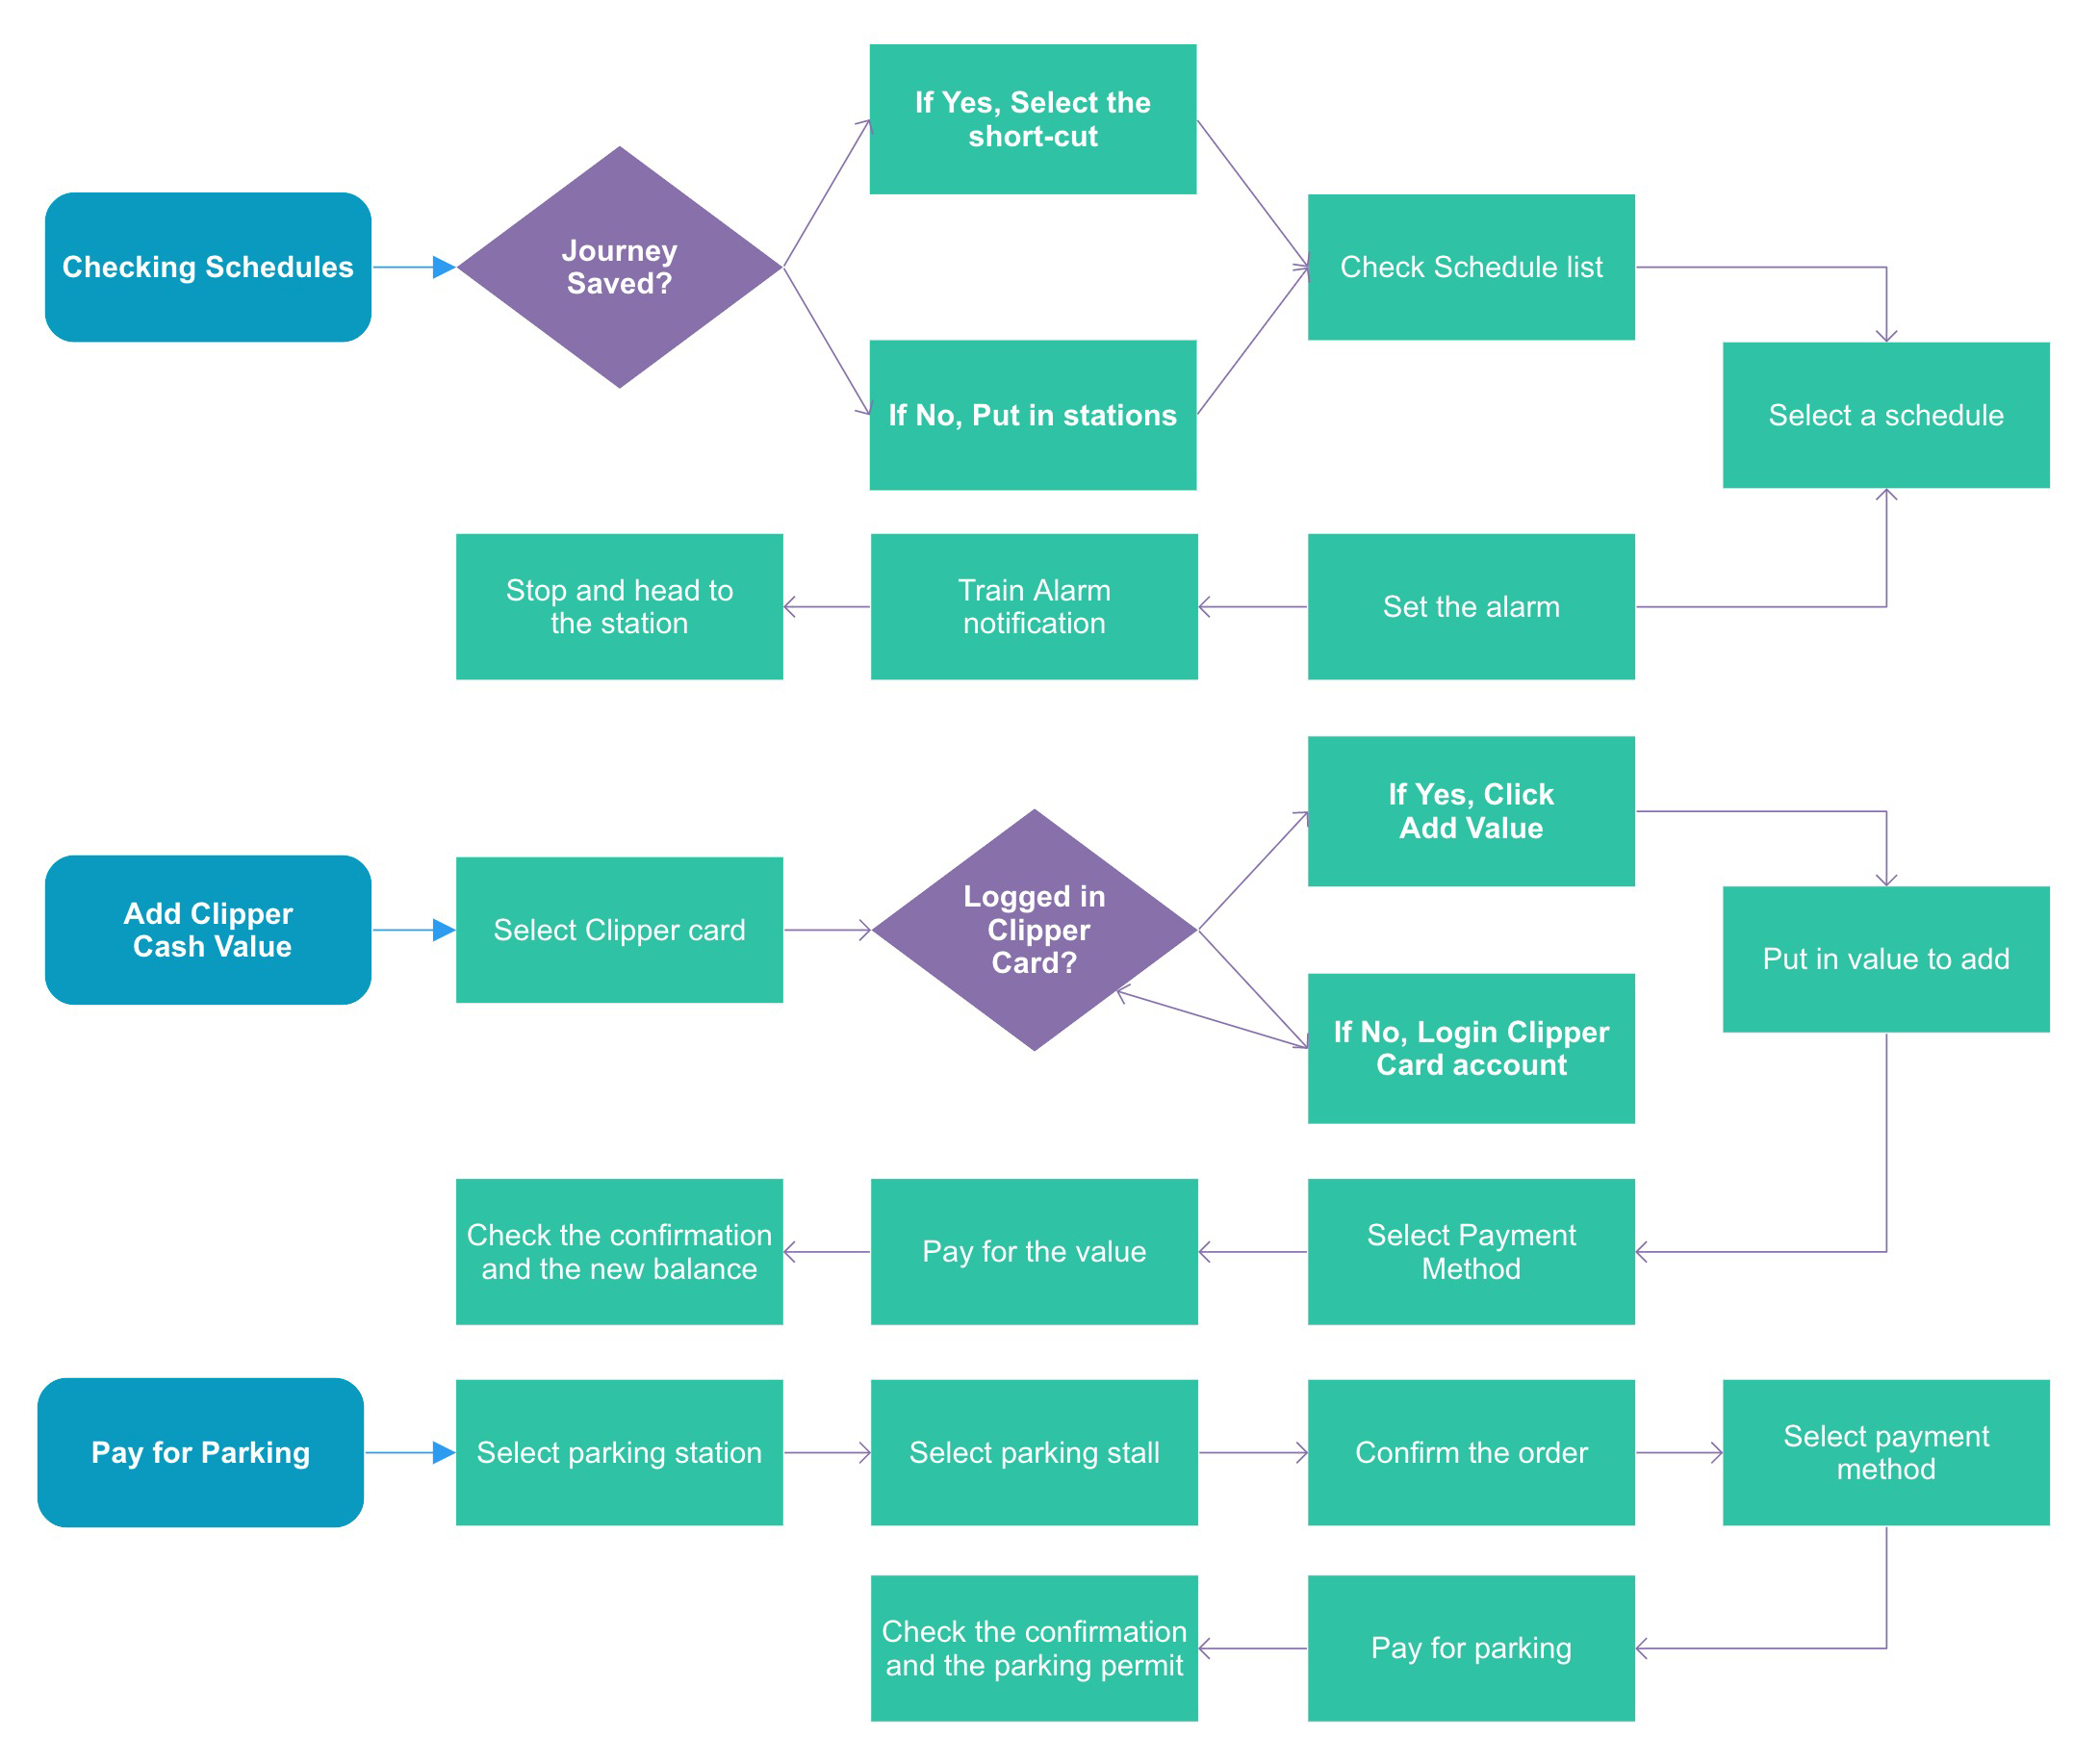 If Yes, Select the
short-cut
Checking Schedules
Journey
Saved?
Check Schedule list
If No, Put in stations
Select a schedule
Stop and head to
the station
Train Alarm
notification
Set the alarm
If Yes, Click
Add Value
Add Clipper
Cash Value
Select Clipper card
Logged in
Clipper
Card?
Put in value to add
If No, Login Clipper
Card account
Check the confirmation
and the new balance
Pay for the value
Select Payment
Method
Pay for Parking
Select parking station
Select parking stall
Confirm the order
Select payment
method
Check the confirmation
and the parking permit
Pay for parking